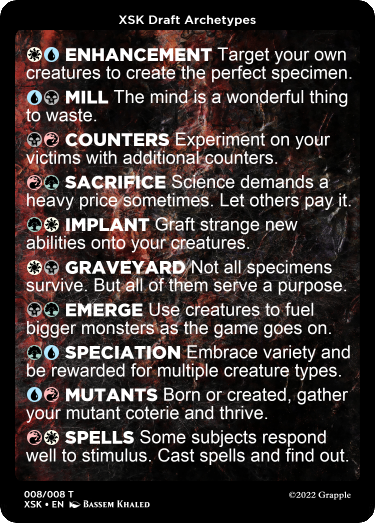 XSK Draft Archetypes
ENHANCEMENT Target your own
creatures to create the perfect specimen.
MILL The mind is a wonderful thing
to waste.
COUNTERS Experiment on your
victims with additional counters.
SACRIFICE Science demands a
heavy price sometimes. Let others pay it.
IMPLANT Graft strange new
abilities onto your creatures.
GRAVEYARD Not all specimens
survive. But all of them serve a purpose.
EMERGE Use creatures to fuel
bigger monsters as the game goes on.
SPECIATION Embrace variety and
be rewarded for multiple creature types.
MUTANTS Born or created, gather
your mutant coterie and thrive.
SPELLS Some subjects respond
well to stimulus. Cast spells and find out.
008/008 T
XSK • EN Bassem Khaled
©2022 Grapple